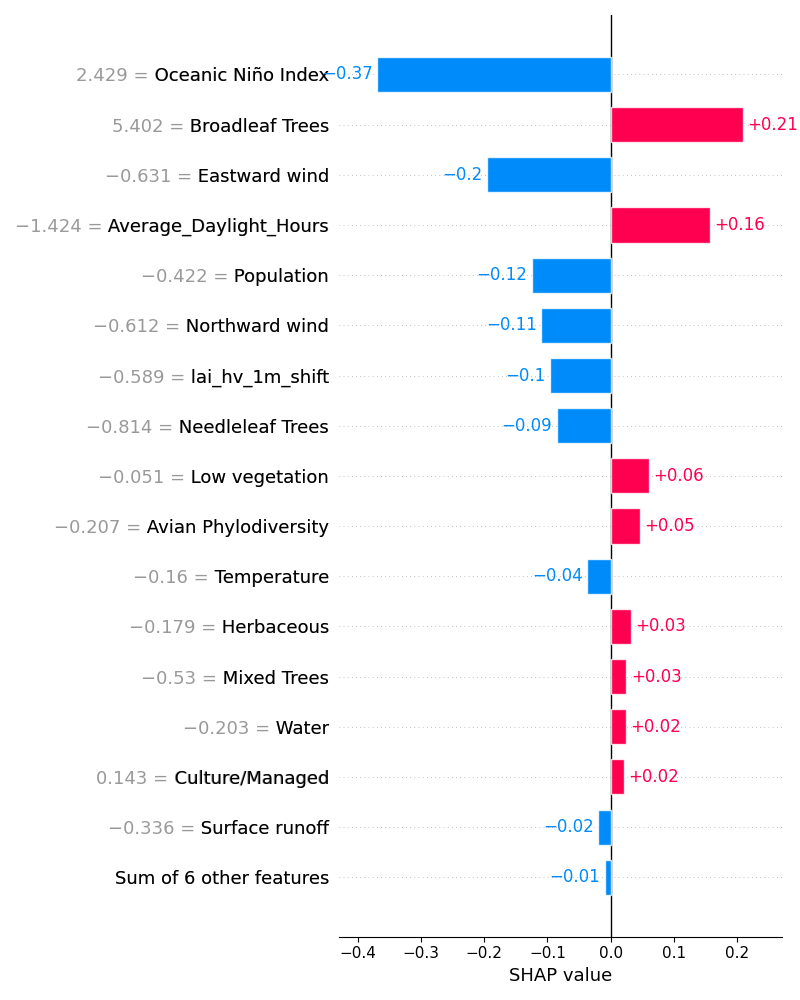 2.429 = Oceanic Niño Index −0.37
5.402 = Broadleaf Trees +0.21
−0.631 = Eastward wind −0.2
−1.424 = Average_Daylight_Hours +0.16
−0.422 = Population −0.12
−0.612 = Northward wind −0.11
−0.589 = lai_hv_1m_shift −0.1
−0.814 = Needleleaf Trees −0.09
−0.051 = Low vegetation +0.06
−0.207 = Avian Phylodiversity +0.05
−0.16 = Temperature −0.04
−0.179 = Herbaceous +0.03
−0.53 = Mixed Trees +0.03
−0.203 = Water +0.02
0.143 = Culture/Managed +0.02
−0.336 = Surface runoff −0.02
Sum of 6 other features −0.01
−0.4 −0.3 −0.2 −0.1 0.0 0.1 0.2
SHAP value